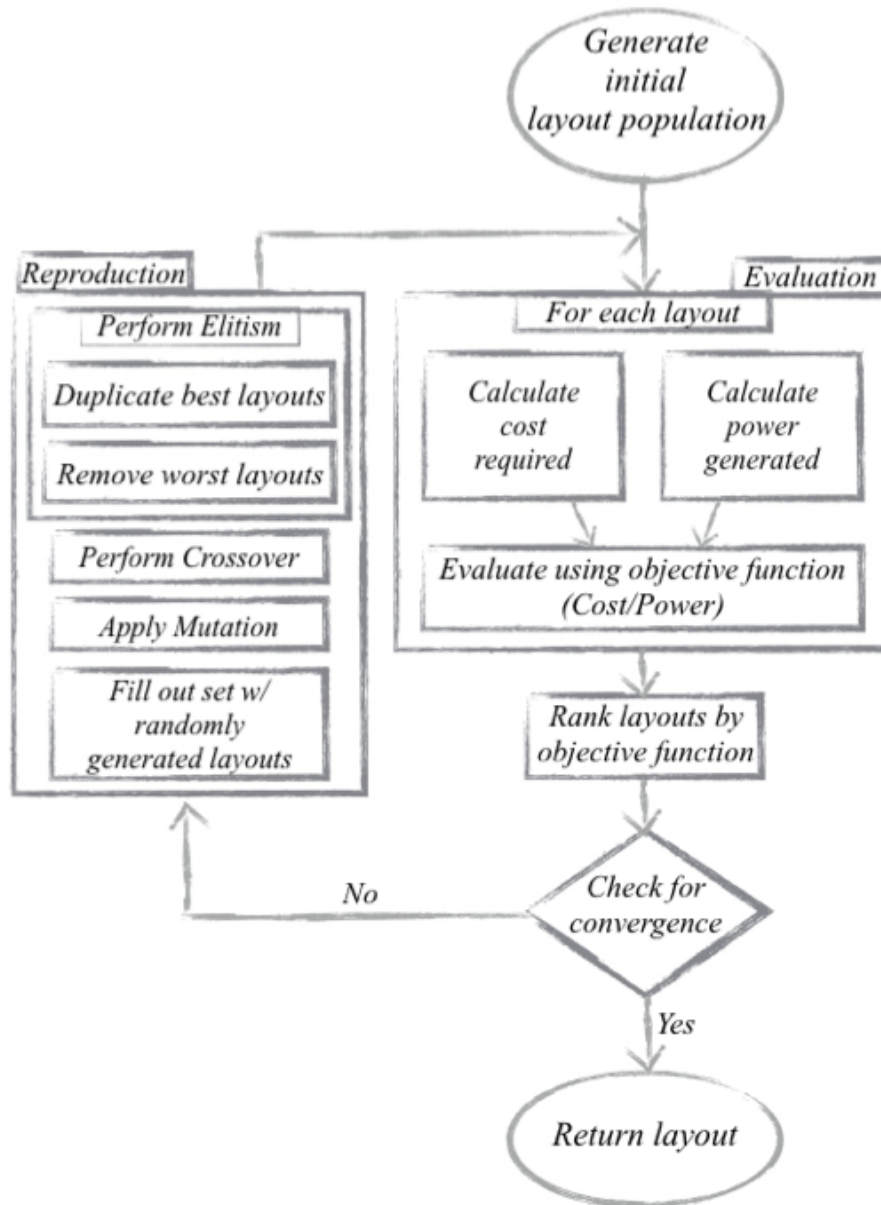 Generate
initial
layout population
Reproduction
Perform Elitism
Duplicate best layouts
Remove worst layouts
Perform Crossover
Apply Mutation
Fill out set w/
randomly
generated layouts
Evaluation
For each layout
Calculate
cost
required
Calculate
power
generated
Evaluate using objective function
(Cost/Power)
Rank layouts by
objective function
Check for
convergence
No
Yes
Return layout